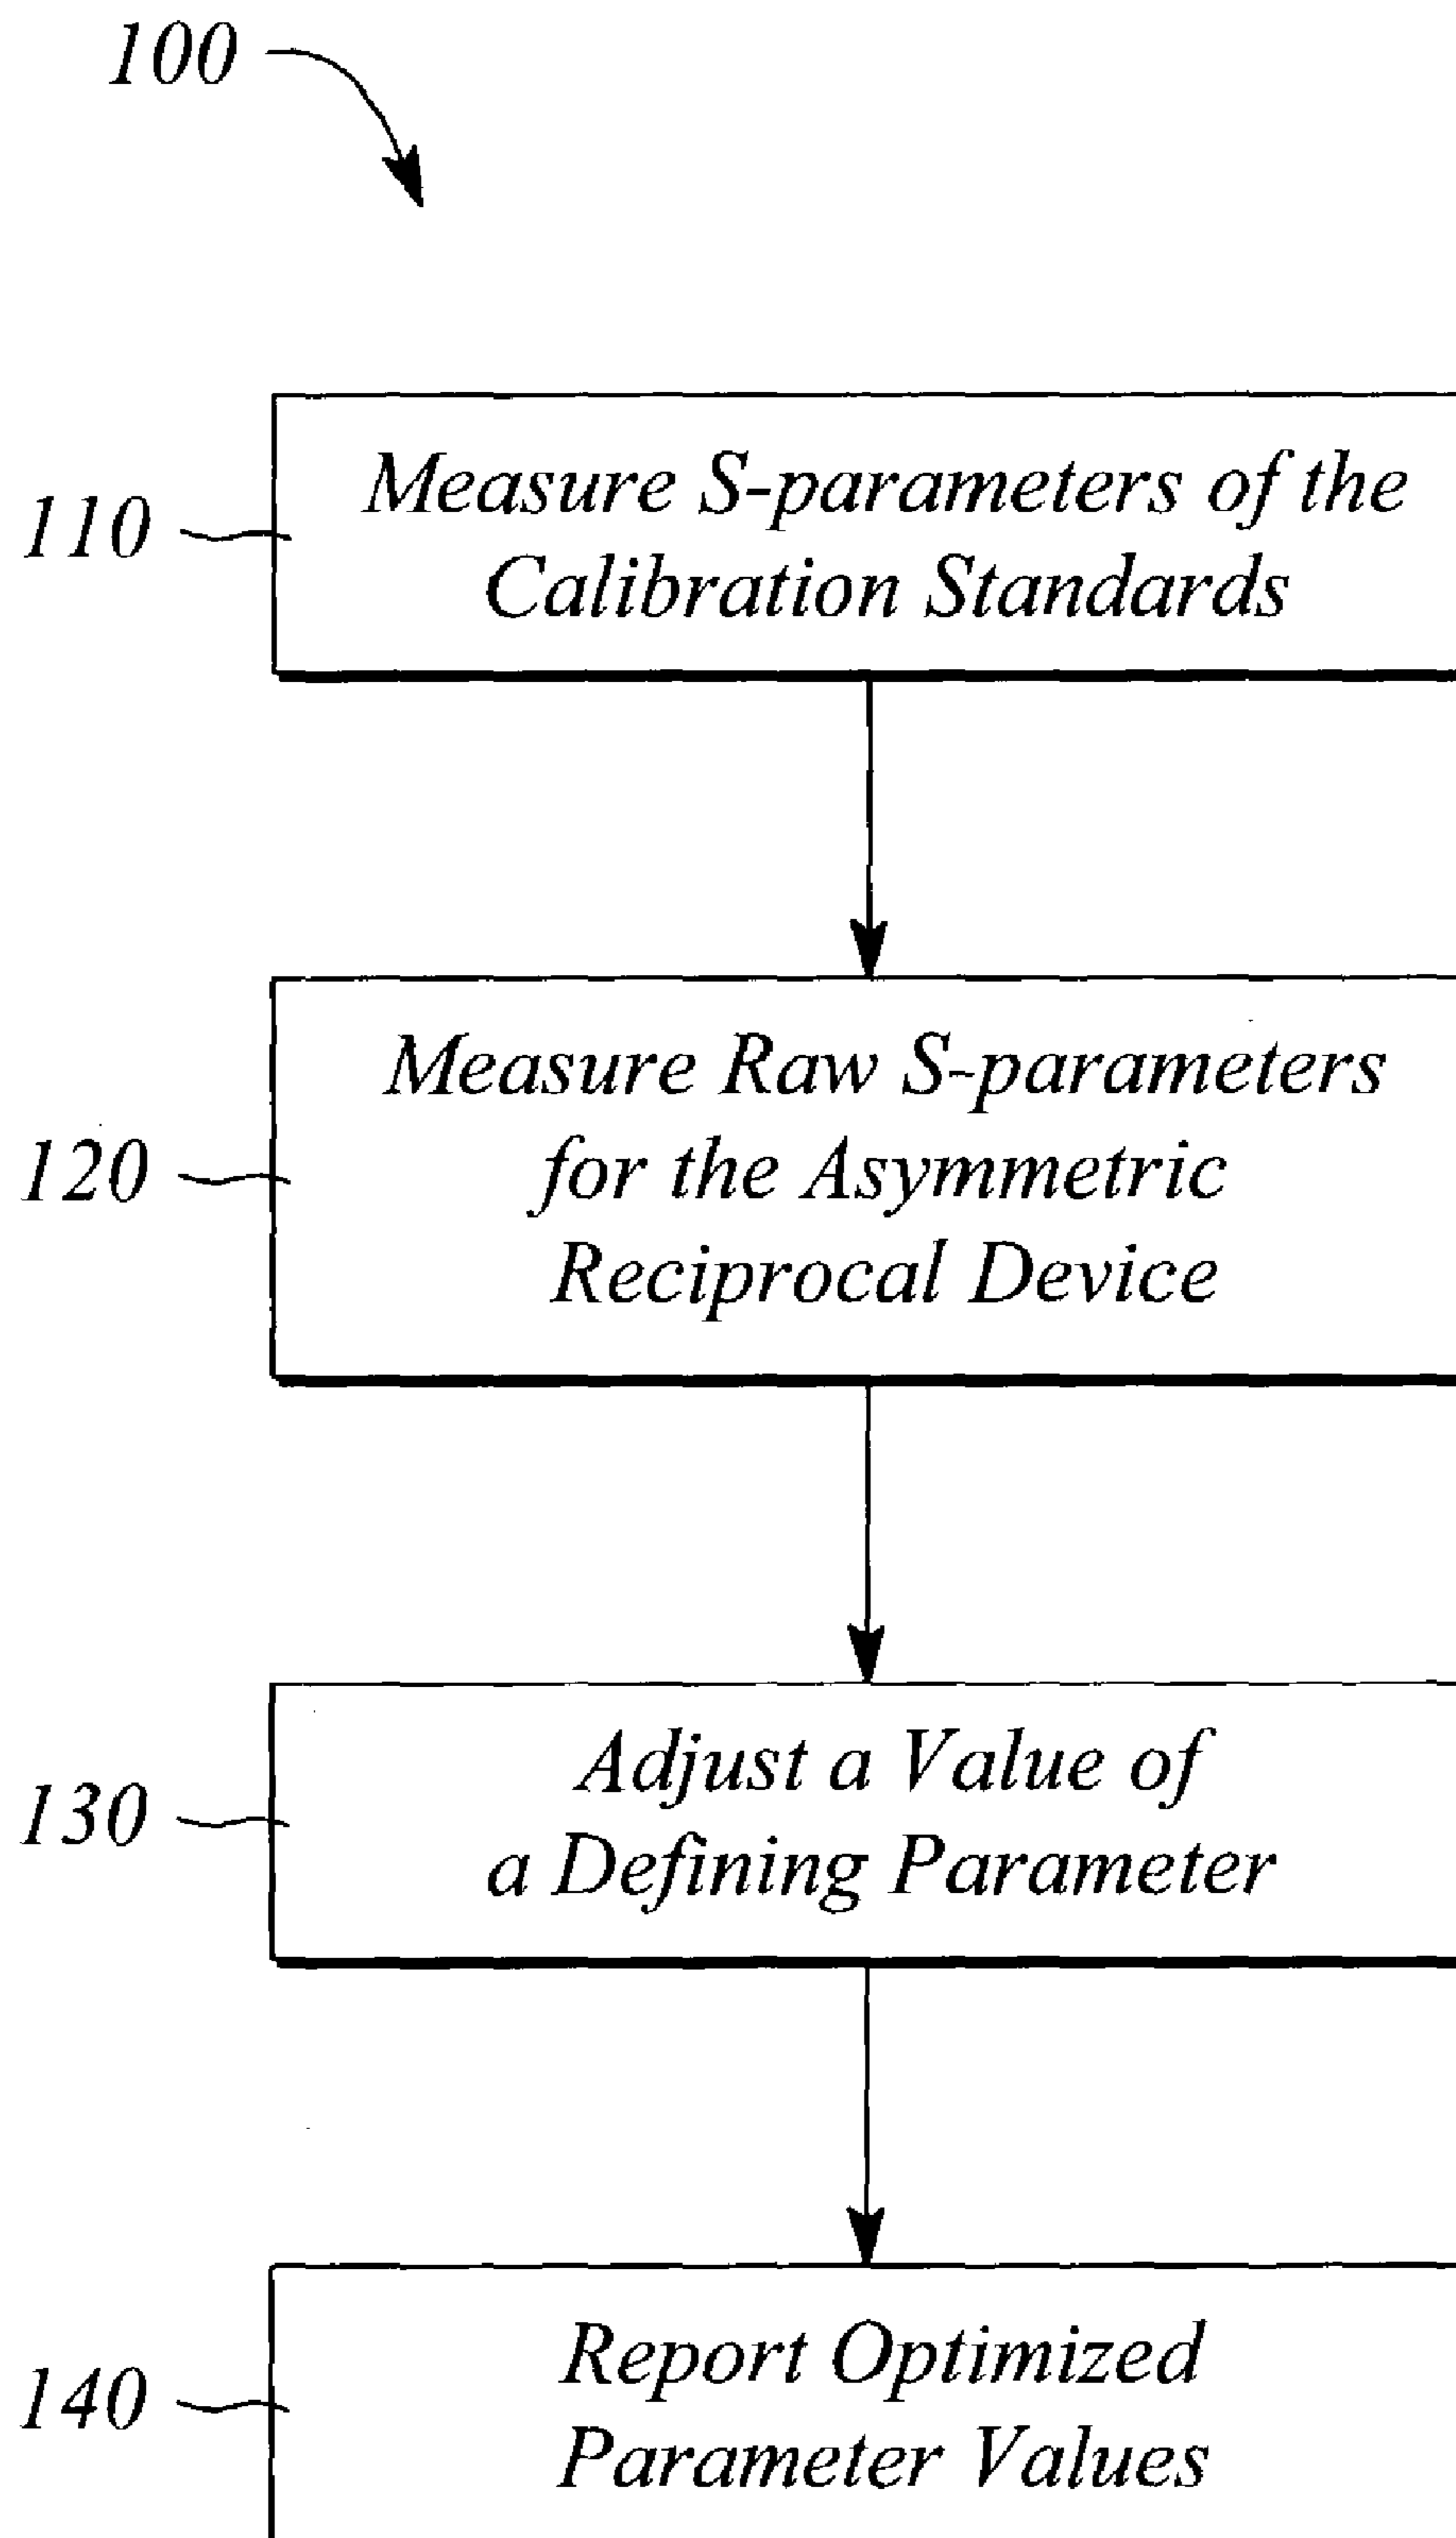 100
110
Measure S-parameters of the
Calibration Standards
120
Measure Raw S-parameters
for the Asymmetric
Reciprocal Device
130
Adjust a Value of
a Defining Parameter
140
Report Optimized
Parameter Values